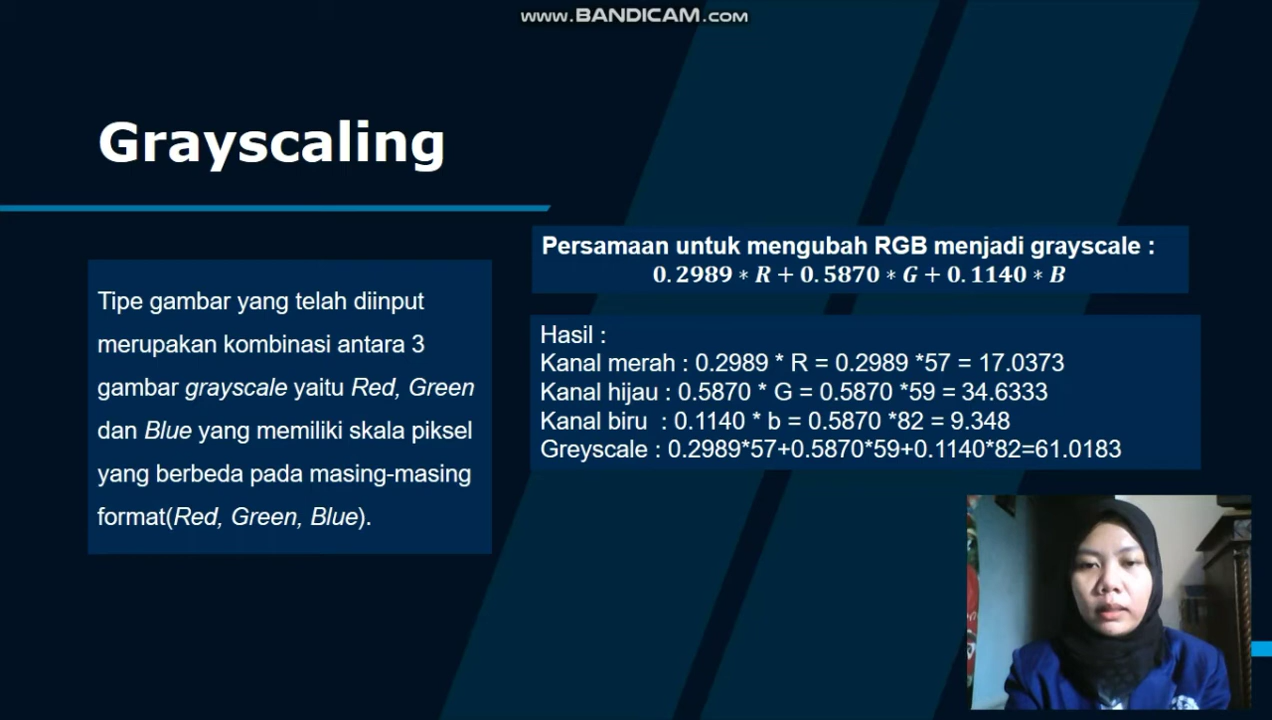 www.BANDICAM.com
Grayscaling
Tipe gambar yang telah diinput
merupakan kombinasi antara 3
gambar grayscale yaitu Red, Green
dan Blue yang memiliki skala piksel
yang berbeda pada masing-masing
format(Red, Green, Blue).
Persamaan untuk mengubah RGB menjadi grayscale :
0.2989 ∗ R + 0.5870 ∗ G + 0.1140 ∗ B
Hasil :
Kanal merah : 0.2989 * R = 0.2989 *57 = 17.0373
Kanal hijau : 0.5870 * G = 0.5870 *59 = 34.6333
Kanal biru : 0.1140 * b = 0.5870 *82 = 9.348
Greyscale : 0.2989*57+0.5870*59+0.1140*82=61.0183